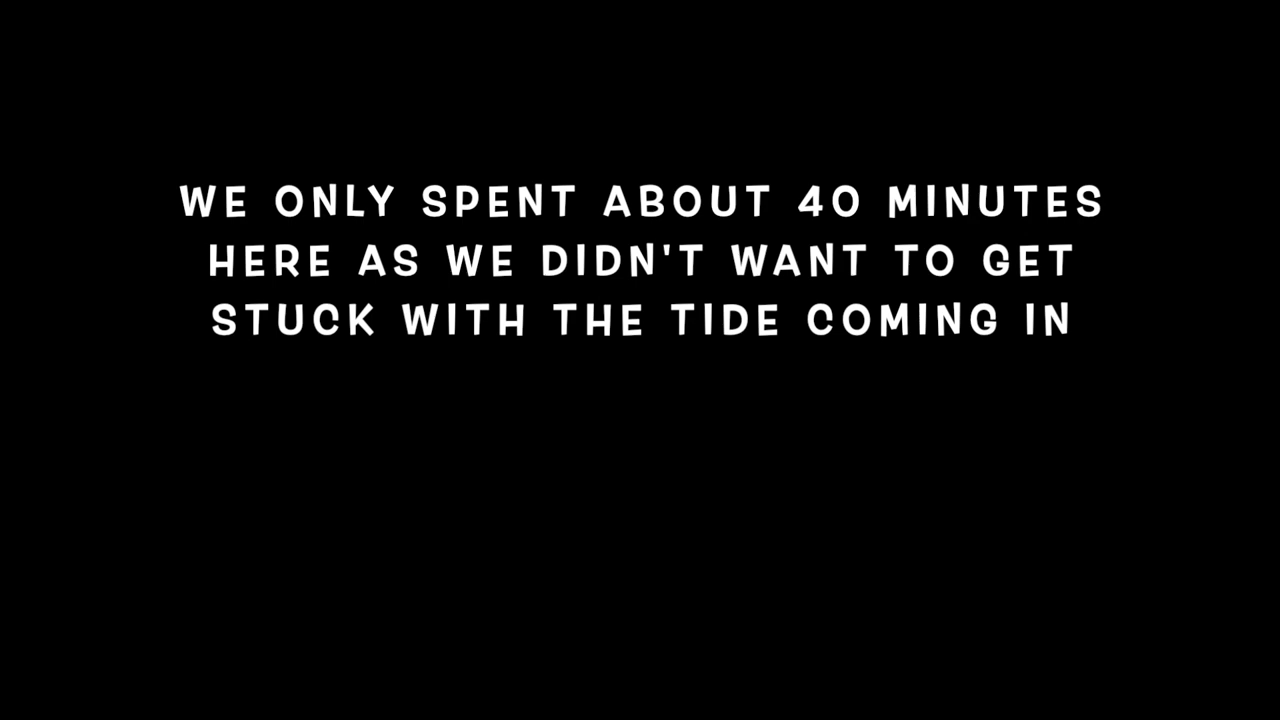 WE ONLY SPENT ABOUT 40 MINUTES
HERE AS WE DIDN'T WANT TO GET
STUCK WITH THE TIDE COMING IN